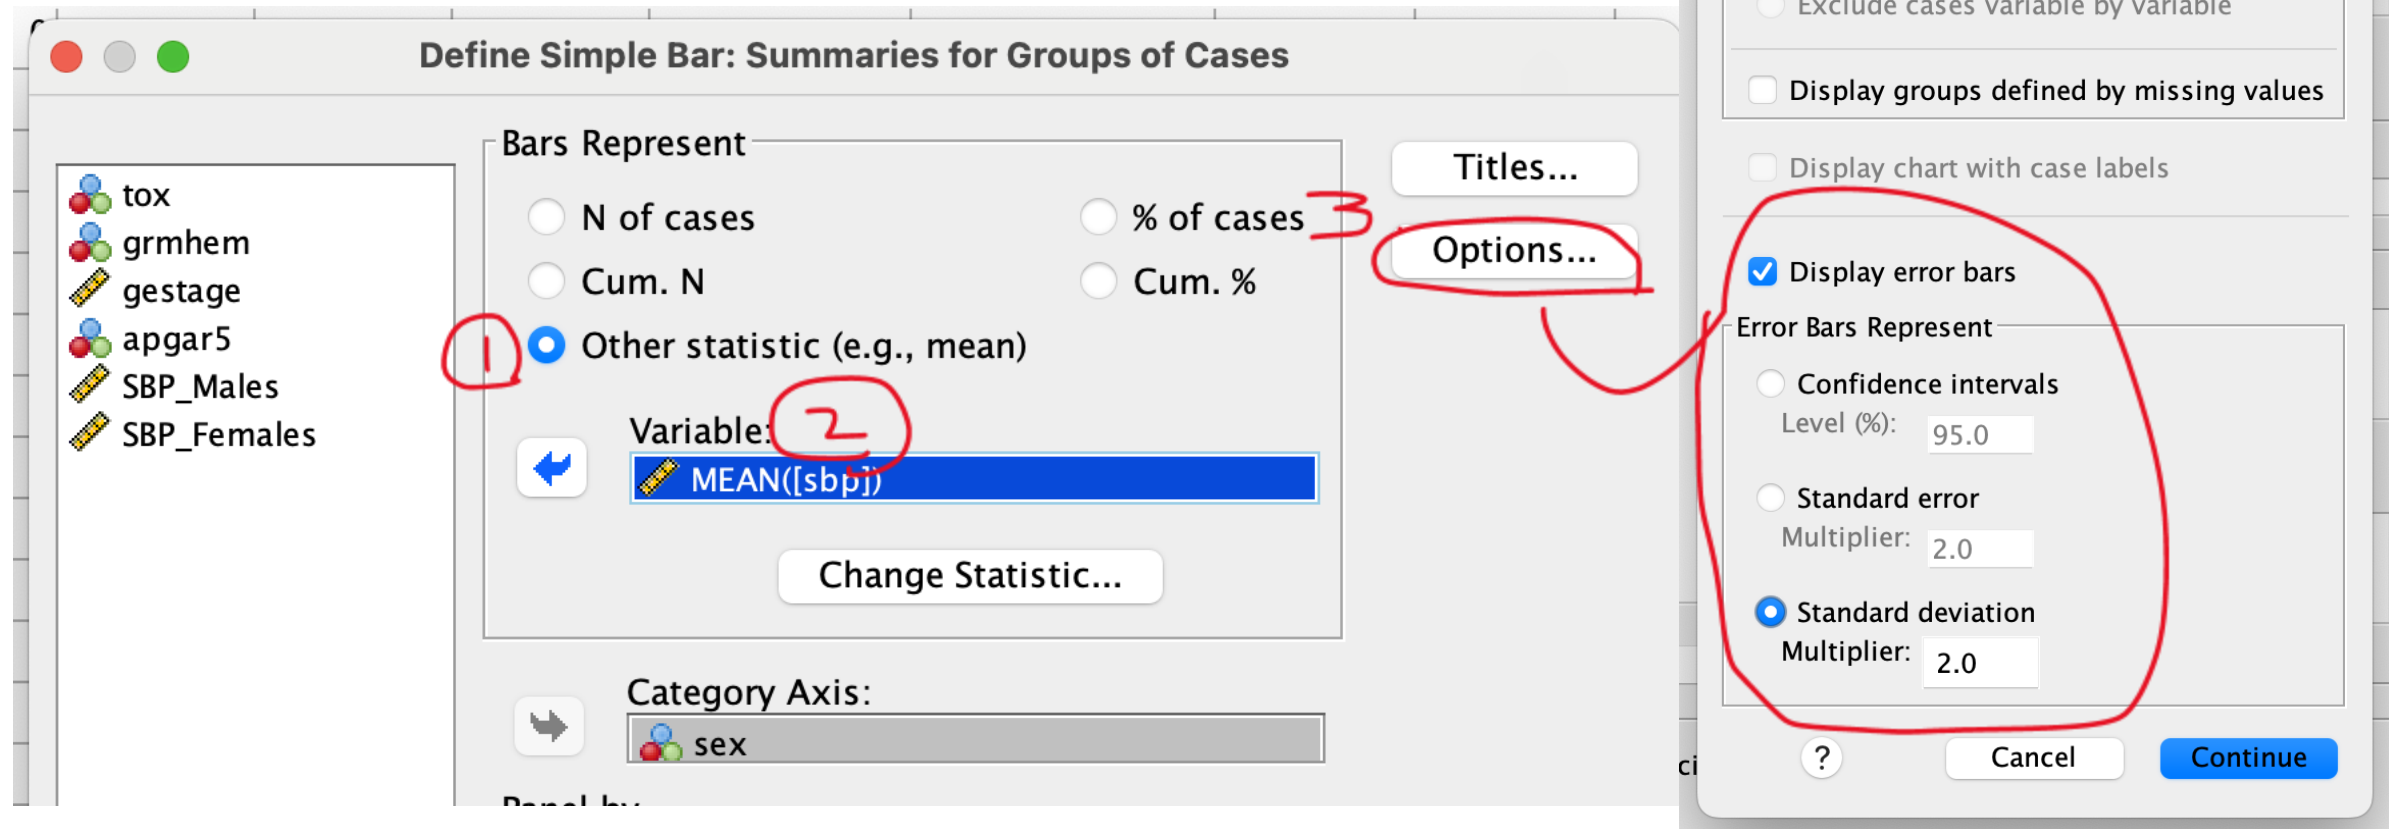 Define Simple Bar: Summaries for Groups of Cases
tox
grmhem
gestage
apgar5
SBP_Males
SBP_Females
Bars Represent
N of cases
% of cases
3
Cum. N
Cum. %
1
Other statistic (e.g., mean)
Variable:
2
MEAN([sbp])
Change Statistic...
Category Axis:
sex
Panel by
Titles...
Options...
Exclude cases variable by variable
Display groups defined by missing values
Display chart with case labels
Display error bars
Error Bars Represent
Confidence intervals
Level (%): 95.0
Standard error
Multiplier: 2.0
Standard deviation
Multiplier: 2.0
? Cancel Continue